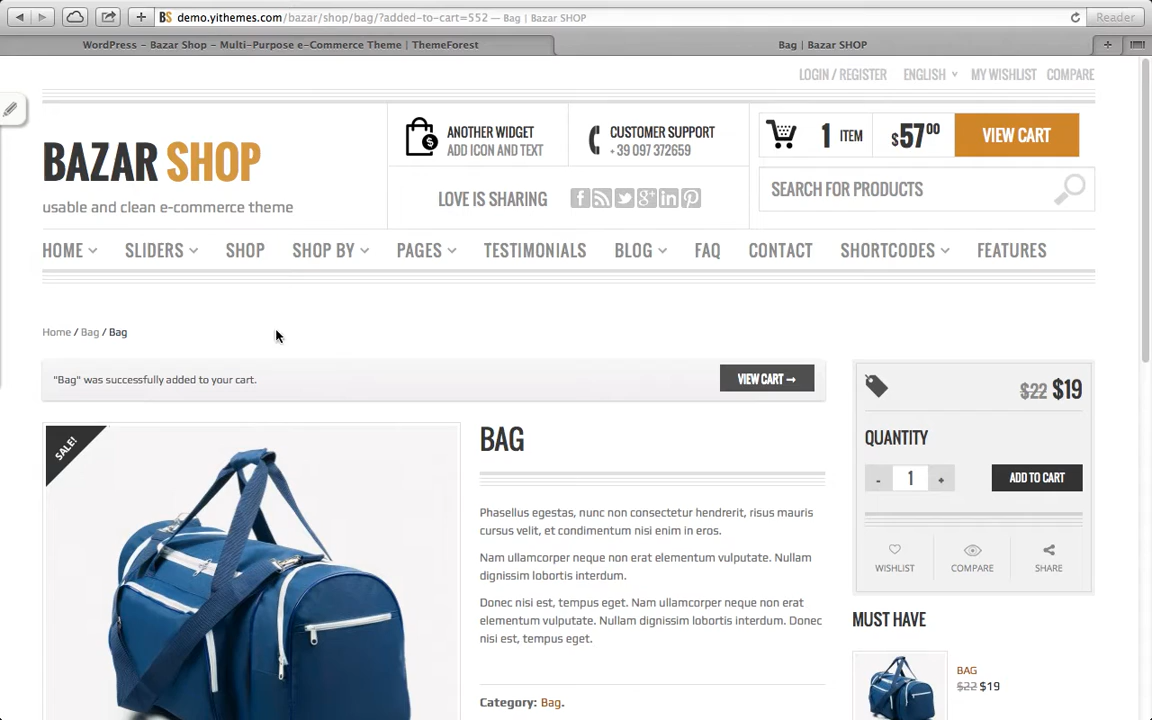 demo.yithemes.com/bazar/shop/bag/?added-to-cart=552 — Bag | Bazar SHOP
Reader
WordPress – Bazar Shop – Multi-Purpose e-Commerce Theme | ThemeForest
Bag | Bazar SHOP
LOGIN / REGISTER ENGLISH MY WISHLIST COMPARE
BAZAR SHOP
usable and clean e-commerce theme
ANOTHER WIDGET
ADD ICON AND TEXT
CUSTOMER SUPPORT
+ 39 097 372659
LOVE IS SHARING
1 ITEM
$57.00
VIEW CART
SEARCH FOR PRODUCTS
HOME SLIDERS SHOP SHOP BY PAGES TESTIMONIALS BLOG FAQ CONTACT SHORTCODES FEATURES
Home / Bag / Bag
"Bag" was successfully added to your cart.
VIEW CART →
SALE!
BAG
Phasellus egestas, nunc non consectetur hendrerit, risus mauris
cursus velit, et condimentum nisi enim in eros.
Nam ullamcorper neque non erat elementum vulputate. Nullam
dignissim lobortis interdum.
Donec nisi est, tempus eget. Nam ullamcorper neque non erat
elementum vulputate. Nullam dignissim lobortis interdum. Donec
nisi est, tempus eget.
Category: Bag.
$22 $19
QUANTITY
- 1 +
ADD TO CART
WISHLIST
COMPARE
SHARE
MUST HAVE
BAG
$22 $19